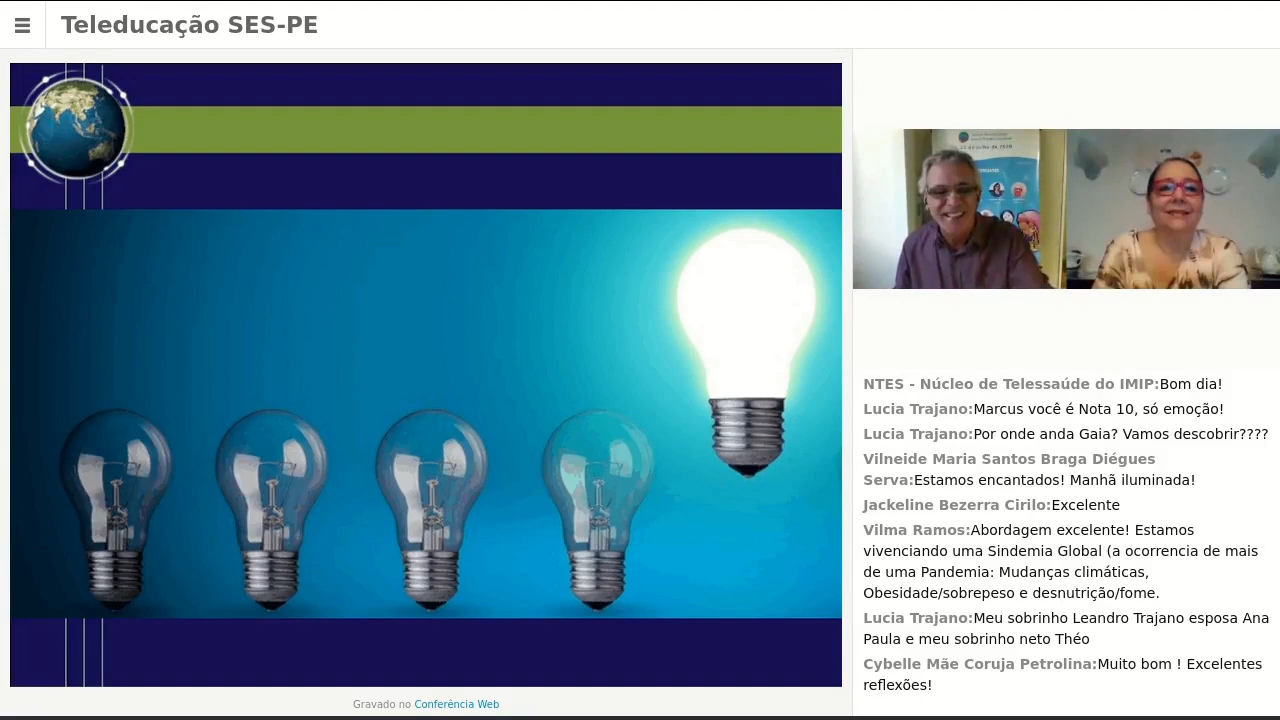 Teleducação SES-PE
NTES - Núcleo de Telessaúde do IMIP:Bom dia!
Lucia Trajano:Marcus você é Nota 10, só emoção!
Lucia Trajano:Por onde anda Gaia? Vamos descobrir????
Vilneide Maria Santos Braga Diégues
Serva:Estamos encantados! Manhã iluminada!
Jackeline Bezerra Cirilo:Excelente
Vilma Ramos:Abordagem excelente! Estamos
vivenciando uma Sindemia Global (a ocorrencia de mais
de uma Pandemia: Mudanças climáticas,
Obesidade/sobrepeso e desnutrição/fome.
Lucia Trajano:Meu sobrinho Leandro Trajano esposa Ana
Paula e meu sobrinho neto Théo
Cybelle Mãe Coruja Petrolina:Muito bom ! Excelentes
reflexões!
Gravado no Conferência Web